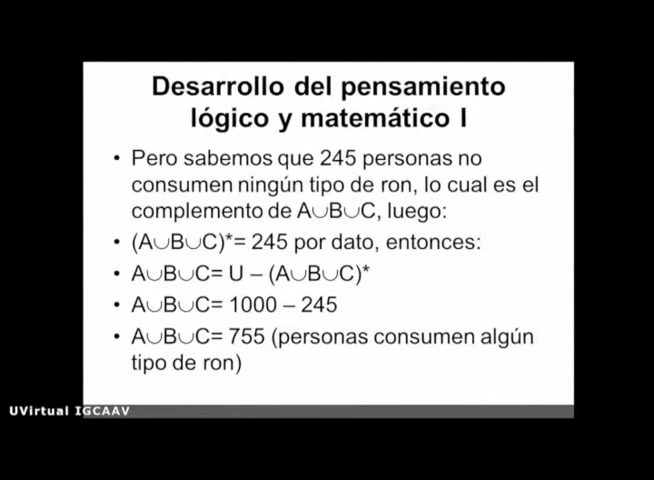 Desarrollo del pensamiento
lógico y matemático I
• Pero sabemos que 245 personas no
consumen ningún tipo de ron, lo cual es el
complemento de A∪B∪C, luego:
• (A∪B∪C)*= 245 por dato, entonces:
• A∪B∪C= U – (A∪B∪C)*
• A∪B∪C= 1000 – 245
• A∪B∪C= 755 (personas consumen algún
tipo de ron)
UVirtual IGCAAV